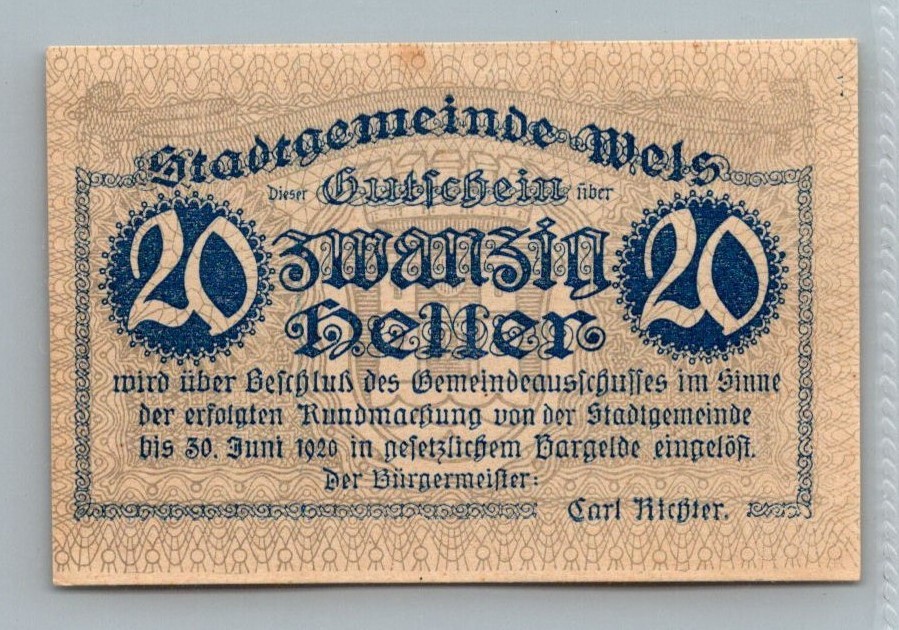 Stadtgemeinde Wels
Dieser Gutschein über
20 zwanzig 20
Heller
wird über Beschluß des Gemeindeausschusses im Sinne
der erfolgten Kundmachung von der Stadtgemeinde
bis 30. Juni 1920 in gesetzlichem Bargelde eingelöst.
Der Bürgermeister:
Carl Richter.